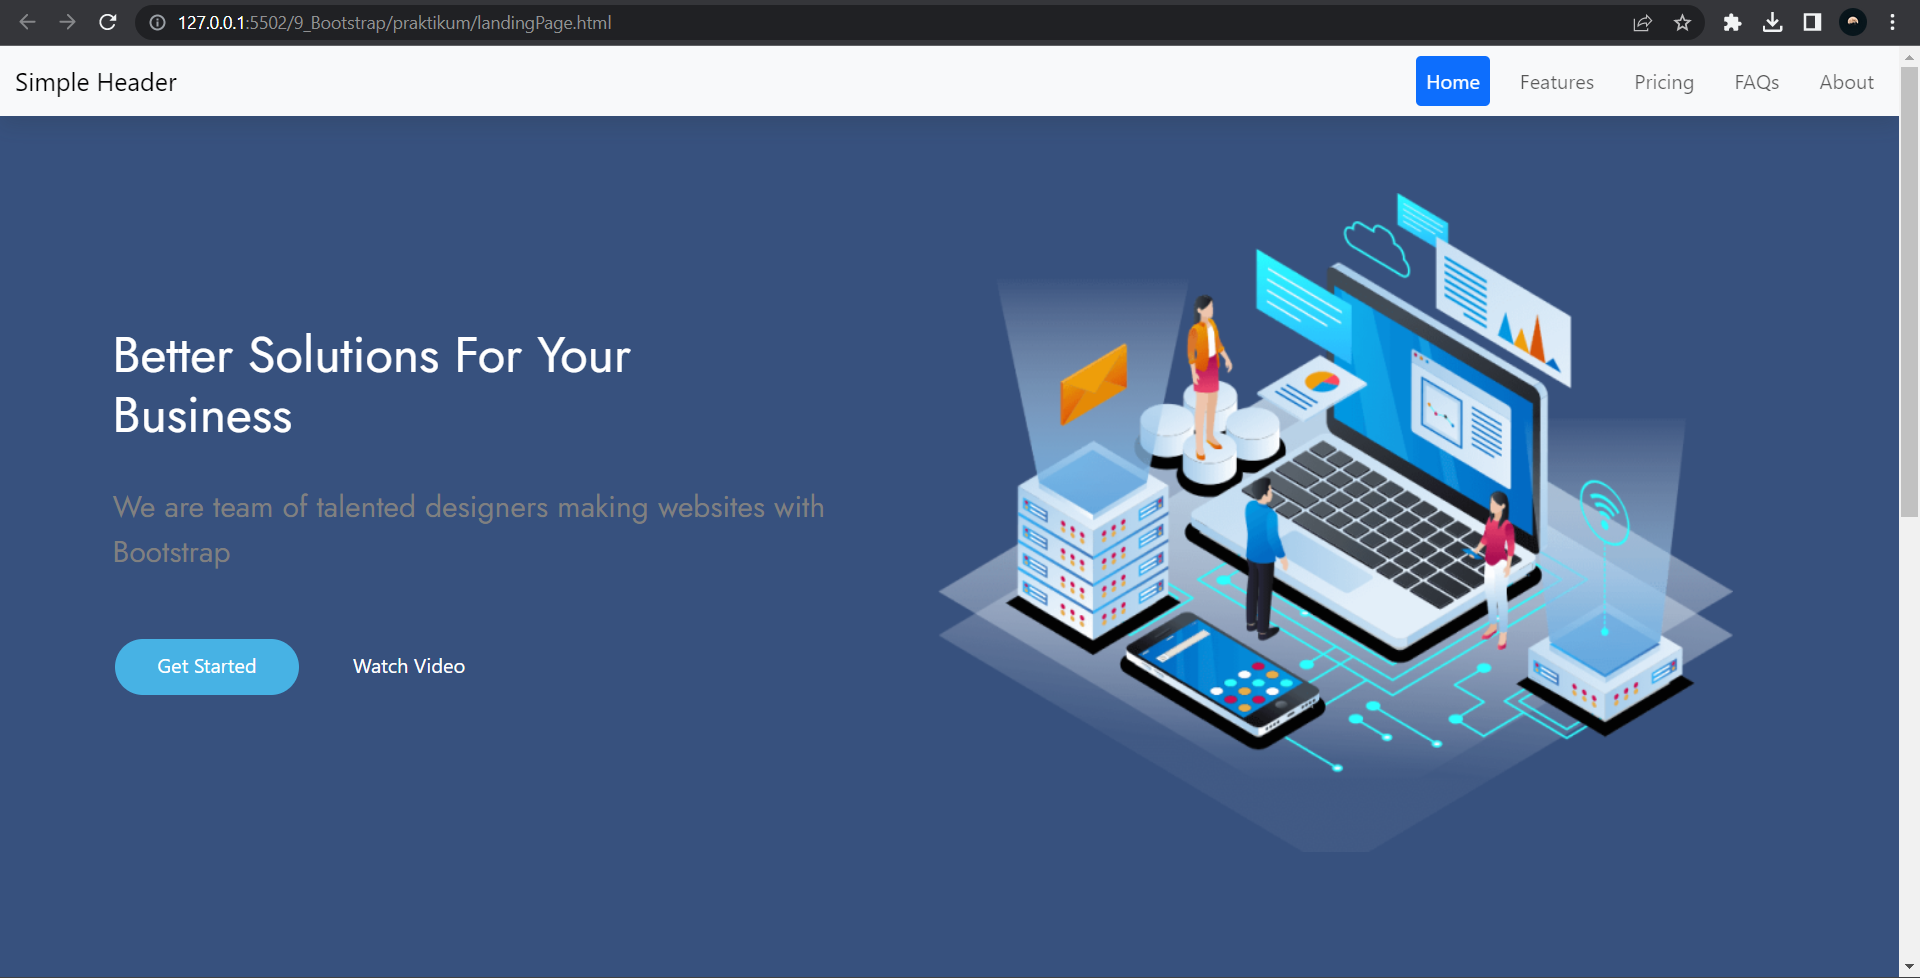 127.0.0.1:5502/9_Bootstrap/praktikum/landingPage.html
Simple Header
Home
Features
Pricing
FAQs
About
Better Solutions For Your
Business
We are team of talented designers making websites with
Bootstrap
Get Started
Watch Video